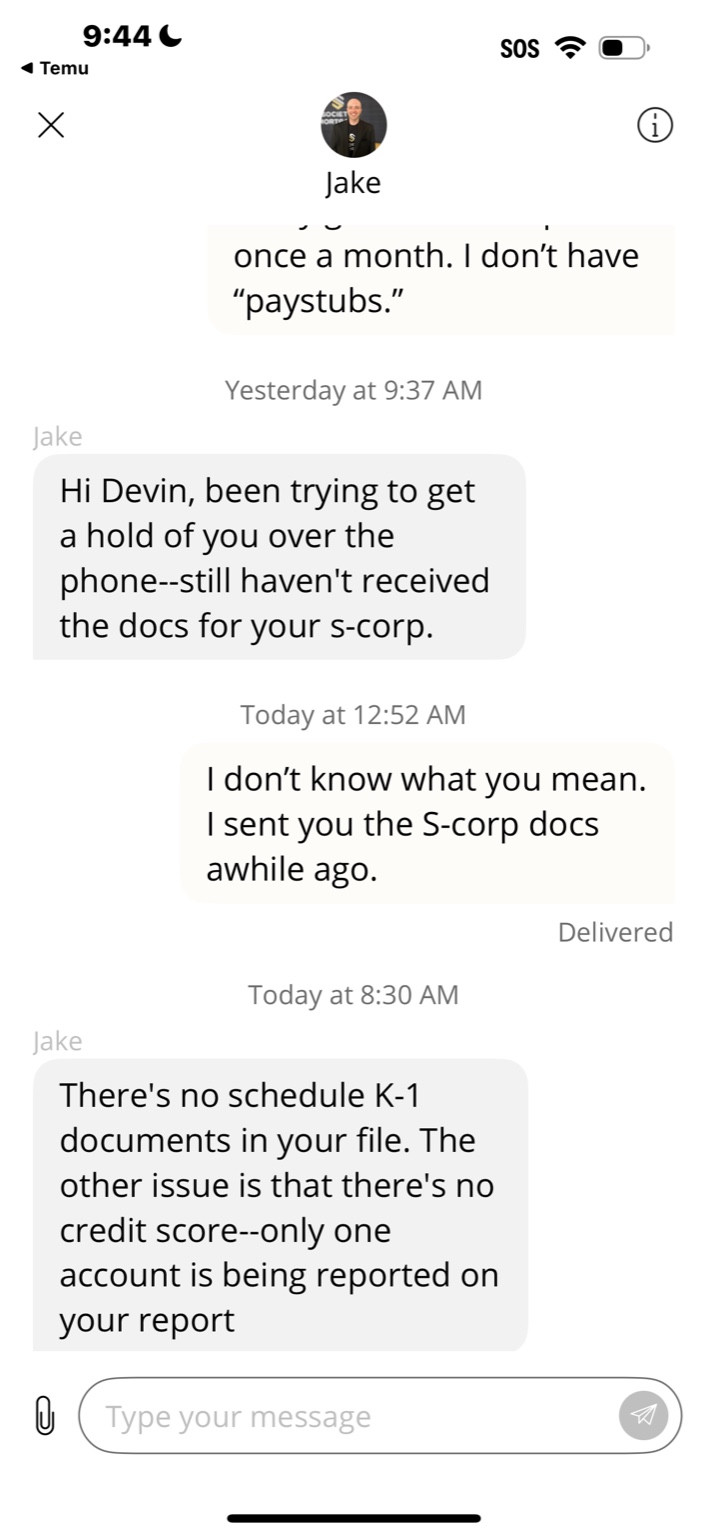 9:44
SOS
◀ Temu
Jake
once a month. I don’t have
“paystubs.”
Yesterday at 9:37 AM
Jake
Hi Devin, been trying to get
a hold of you over the
phone--still haven't received
the docs for your s-corp.
Today at 12:52 AM
I don’t know what you mean.
I sent you the S-corp docs
awhile ago.
Delivered
Today at 8:30 AM
Jake
There's no schedule K-1
documents in your file. The
other issue is that there's no
credit score--only one
account is being reported on
your report
Type your message